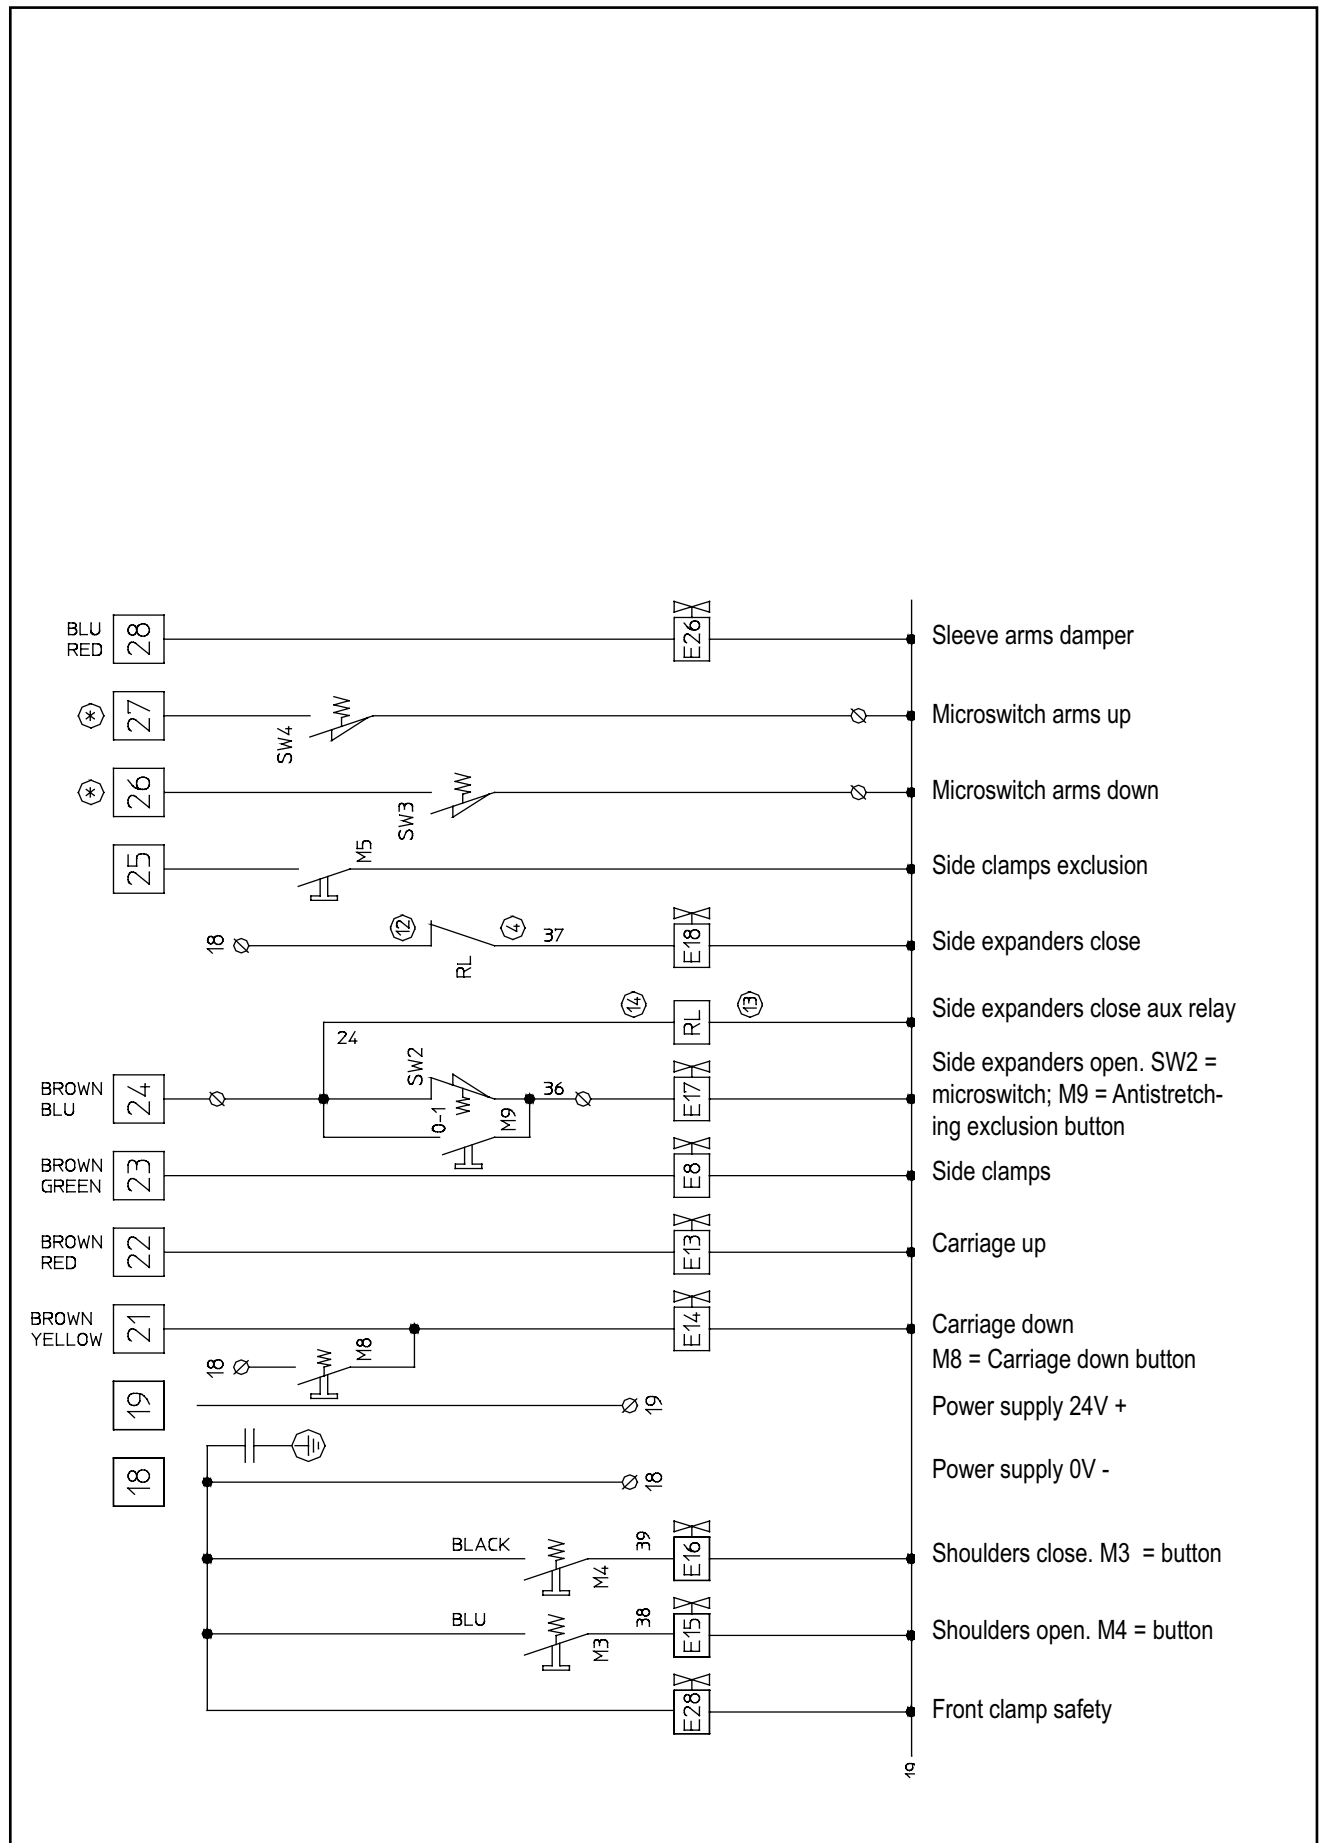 BLU
RED
28
E26
Sleeve arms damper
*
27
SW4
Microswitch arms up
*
26
SW3
Microswitch arms down
25
M5
Side clamps exclusion
18
12
RL
4
37
E18
Side expanders close
24
14
RL
13
Side expanders close aux relay
BROWN
BLU
24
SW2
0-1
M9
36
E17
Side expanders open. SW2 =
microswitch; M9 = Antistretch-
ing exclusion button
BROWN
GREEN
23
E8
Side clamps
BROWN
RED
22
E13
Carriage up
BROWN
YELLOW
21
E14
Carriage down
18
M8
M8 = Carriage down button
19
19
Power supply 24V +
18
18
Power supply 0V -
BLACK
M4
39
E16
Shoulders close. M3 = button
BLU
M3
38
E15
Shoulders open. M4 = button
E28
Front clamp safety
19